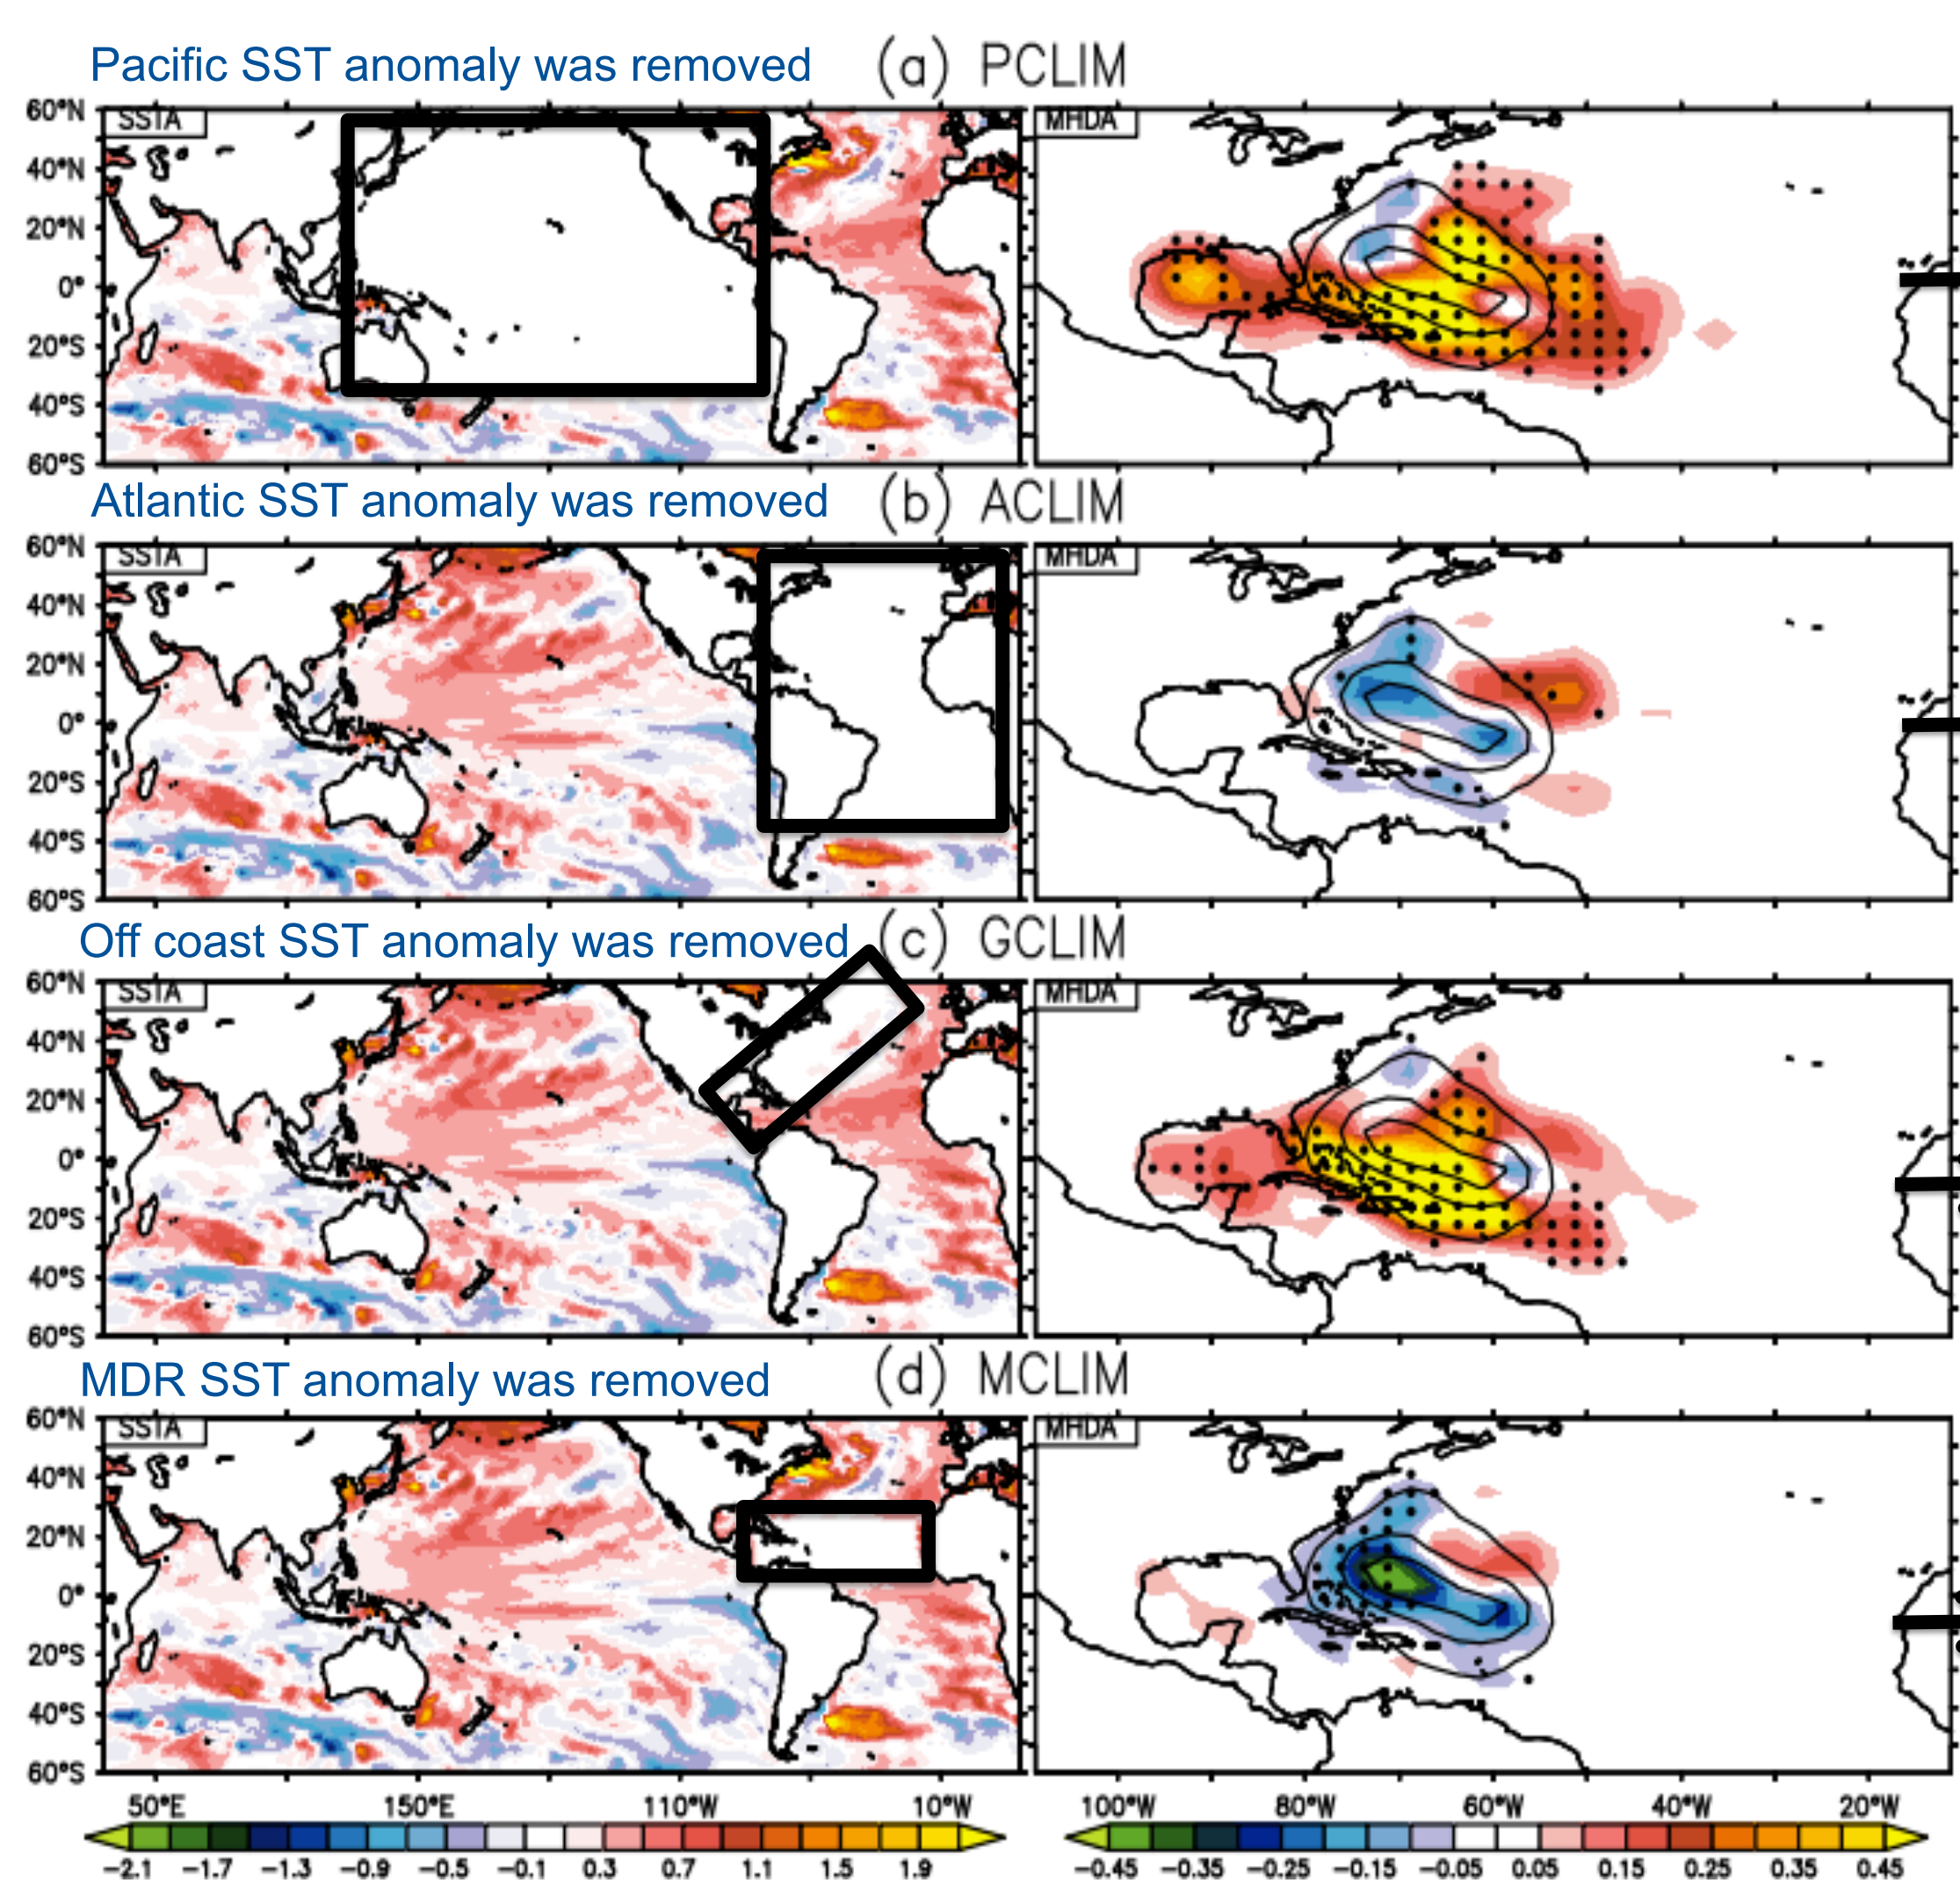 Pacific SST anomaly was removed (a) PCLIM
SSTA MHDA
60°N
40°N
20°N
0°
20°S
40°S
60°S
Atlantic SST anomaly was removed (b) ACLIM
SSTA MHDA
60°N
40°N
20°N
0°
20°S
40°S
60°S
Off coast SST anomaly was removed (c) GCLIM
SSTA MHDA
60°N
40°N
20°N
0°
20°S
40°S
60°S
MDR SST anomaly was removed (d) MCLIM
SSTA MHDA
60°N
40°N
20°N
0°
20°S
40°S
60°S
50°E 150°E 110°W 10°W 100°W 80°W 60°W 40°W 20°W
-2.1 -1.7 -1.3 -0.9 -0.5 -0.1 0.3 0.7 1.1 1.5 1.9 -0.45 -0.35 -0.25 -0.15 -0.05 0.05 0.15 0.25 0.35 0.45